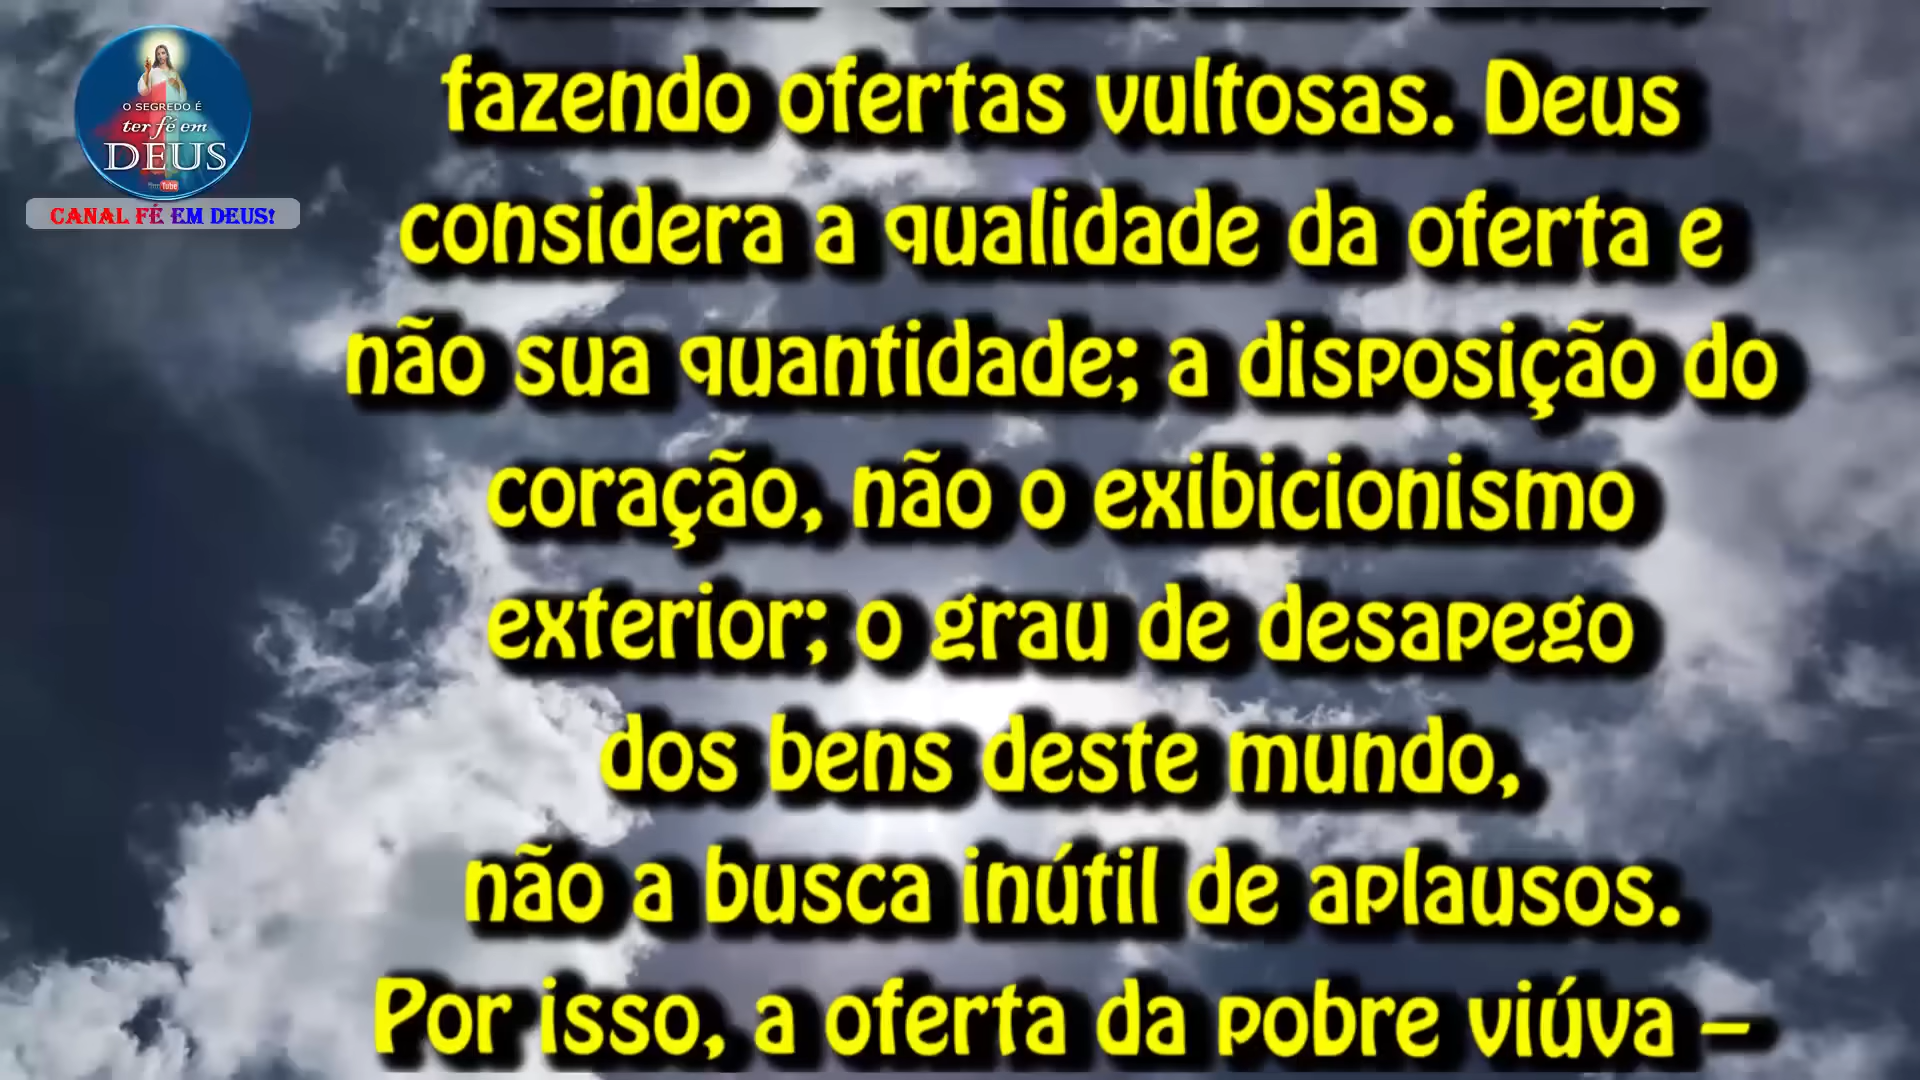 O SEGREDO É
ter fé em
DEUS
CANAL FÉ EM DEUS!
fazendo ofertas vultosas. Deus
considera a qualidade da oferta e
não sua quantidade; a disposição do
coração, não o exibicionismo
exterior; o grau de desapego
dos bens deste mundo,
não a busca inútil de aplausos.
Por isso, a oferta da pobre viúva –